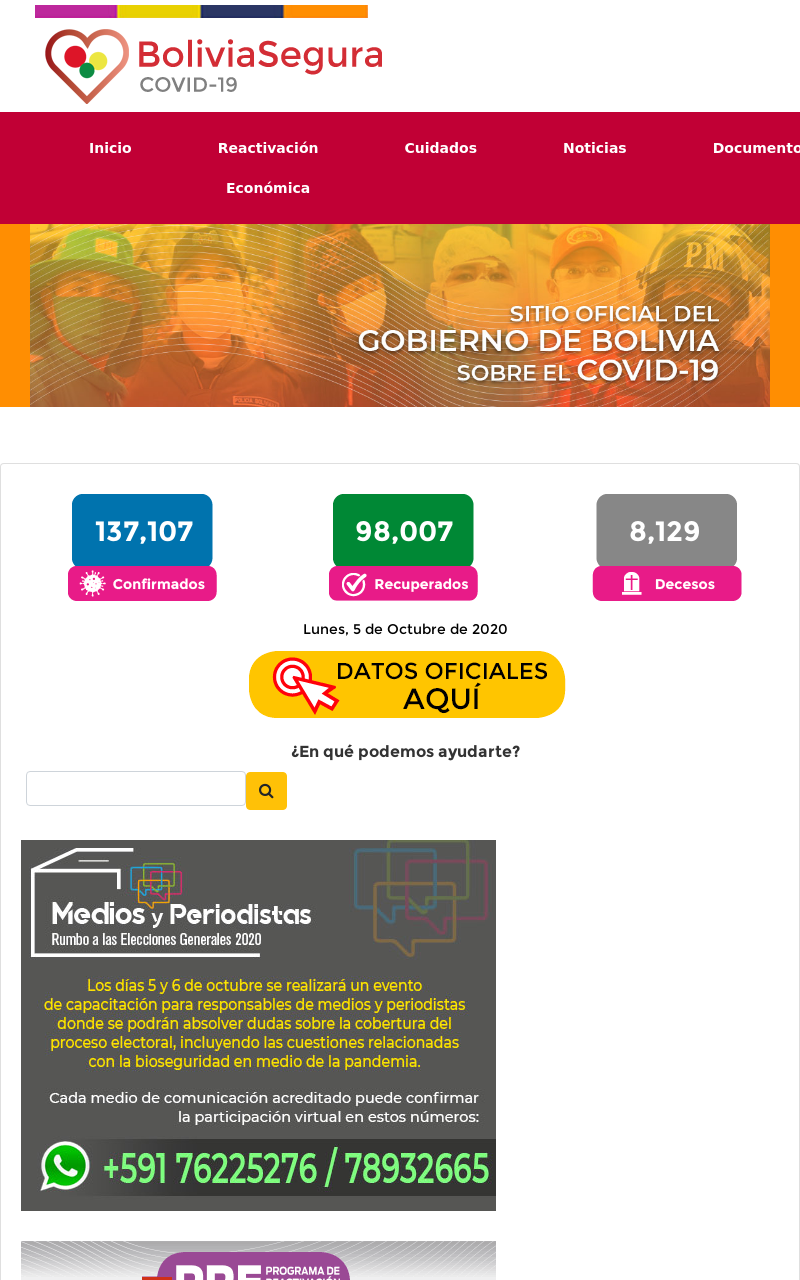 BoliviaSegura
COVID-19
Inicio
Reactivación
Económica
Cuidados
Noticias
Documento
PM
SITIO OFICIAL DEL
GOBIERNO DE BOLIVIA
SOBRE EL COVID-19
137,107
Confirmados
98,007
Recuperados
8,129
Decesos
Lunes, 5 de Octubre de 2020
DATOS OFICIALES
AQUÍ
¿En qué podemos ayudarte?
Medios y Periodistas
Rumbo a las Elecciones Generales 2020
Los días 5 y 6 de octubre se realizará un evento
de capacitación para responsables de medios y periodistas
donde se podrán absolver dudas sobre la cobertura del
proceso electoral, incluyendo las cuestiones relacionadas
con la bioseguridad en medio de la pandemia.
Cada medio de comunicación acreditado puede confirmar
la participación virtual en estos números:
+591 76225276 / 78932665
PROGRAMA DE